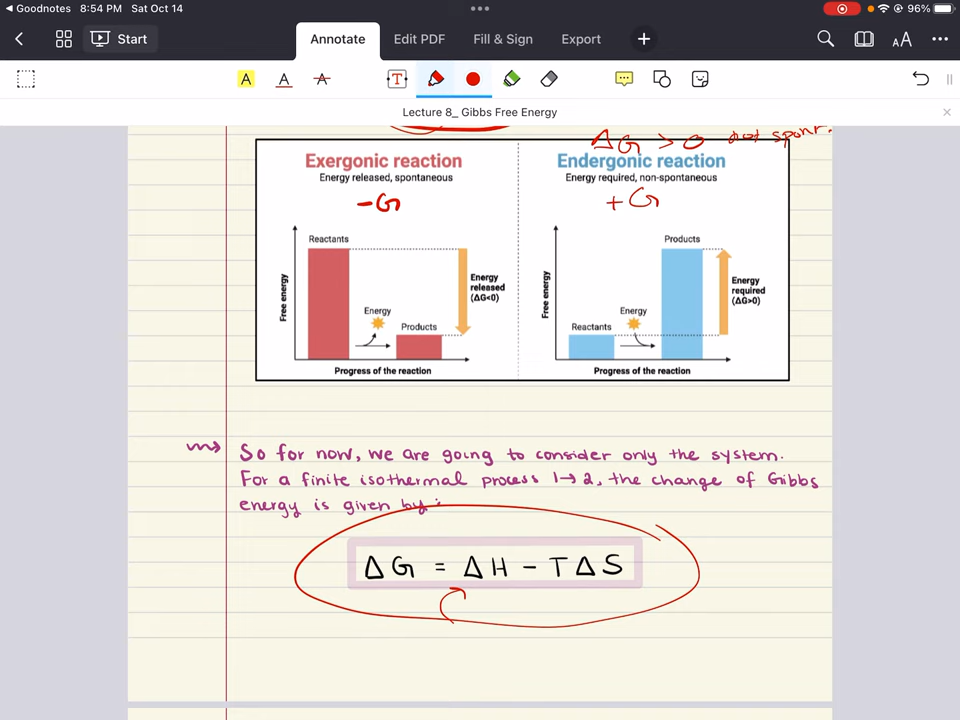 Goodnotes 8:54 PM Sat Oct 14 96%
Start Annotate Edit PDF Fill & Sign Export
A A A T AA
Lecture 8_ Gibbs Free Energy
ΔG > 0 not spont.
Exergonic reaction
Energy released, spontaneous
-G
Free energy
Reactants
Energy
Products
Energy
released
(ΔG<0)
Progress of the reaction
Endergonic reaction
Energy required, non-spontaneous
+G
Free energy
Reactants
Energy
Products
Energy
required
(ΔG>0)
Progress of the reaction
So for now, we are going to consider only the system.
For a finite isothermal process 1→2, the change of Gibbs
energy is given by:
ΔG = ΔH - TΔS